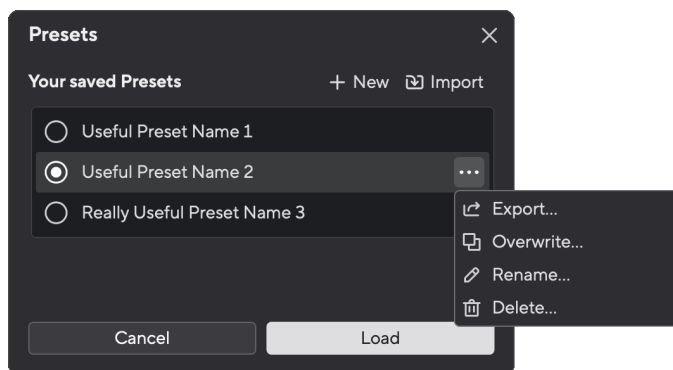 Presets
Your saved Presets
New
Import
Useful Preset Name 1
Useful Preset Name 2
Really Useful Preset Name 3
Export...
Overwrite...
Rename...
Delete...
Cancel
Load